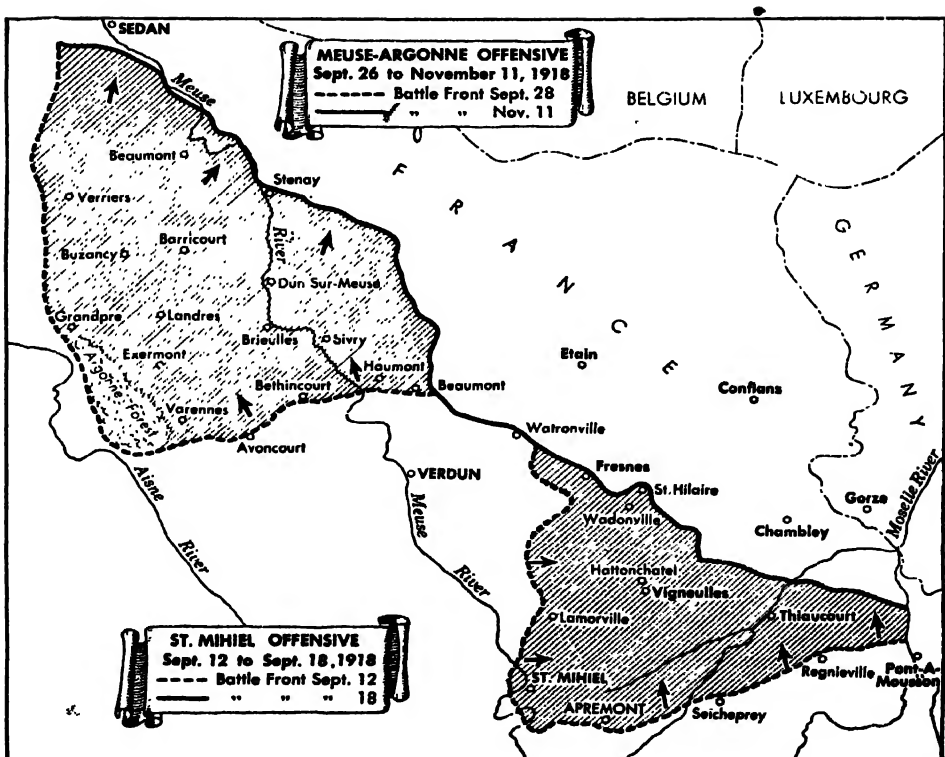 SEDAN
MEUSE-ARGONNE OFFENSIVE
Sept. 26 to November 11, 1918
Battle Front Sept. 28
" " Nov. 11
BELGIUM
LUXEMBOURG
Meuse
River
FRANCE
GERMANY
Beaumont
Stenay
Verriers
Barricourt
Buzancy
Dun Sur-Meuse
Grandpre
Landres
Brieulles
Sivry
Exermont
Argonne Forest
Haumont
Bethincourt
Beaumont
Varennes
Avoncourt
Etain
Conflans
Watronville
VERDUN
Fresnes
St. Hilaire
Wadonville
Gorze
Chambley
Moselle River
Aisne
River
Meuse
River
Hattonchatel
Vigneulles
Lamorville
Thiaucourt
ST. MIHIEL OFFENSIVE
Sept. 12 to Sept. 18, 1918
Battle Front Sept. 12
" " " 18
ST. MIHIEL
Regnieville
Pont-A-
Mousson
APREMONT
Seicheprey